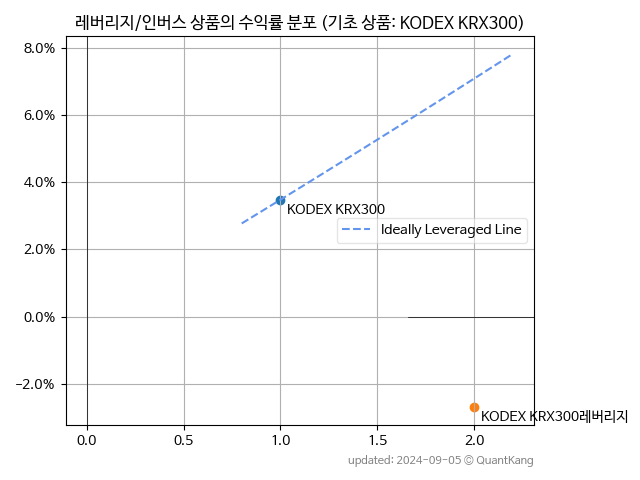 레버리지/인버스 상품의 수익률 분포 (기초 상품: KODEX KRX300)
8.0%
6.0%
4.0%
2.0%
0.0%
−2.0%
KODEX KRX300
Ideally Leveraged Line
KODEX KRX300레버리지
0.0 0.5 1.0 1.5 2.0
updated: 2024-09-05 © QuantKang